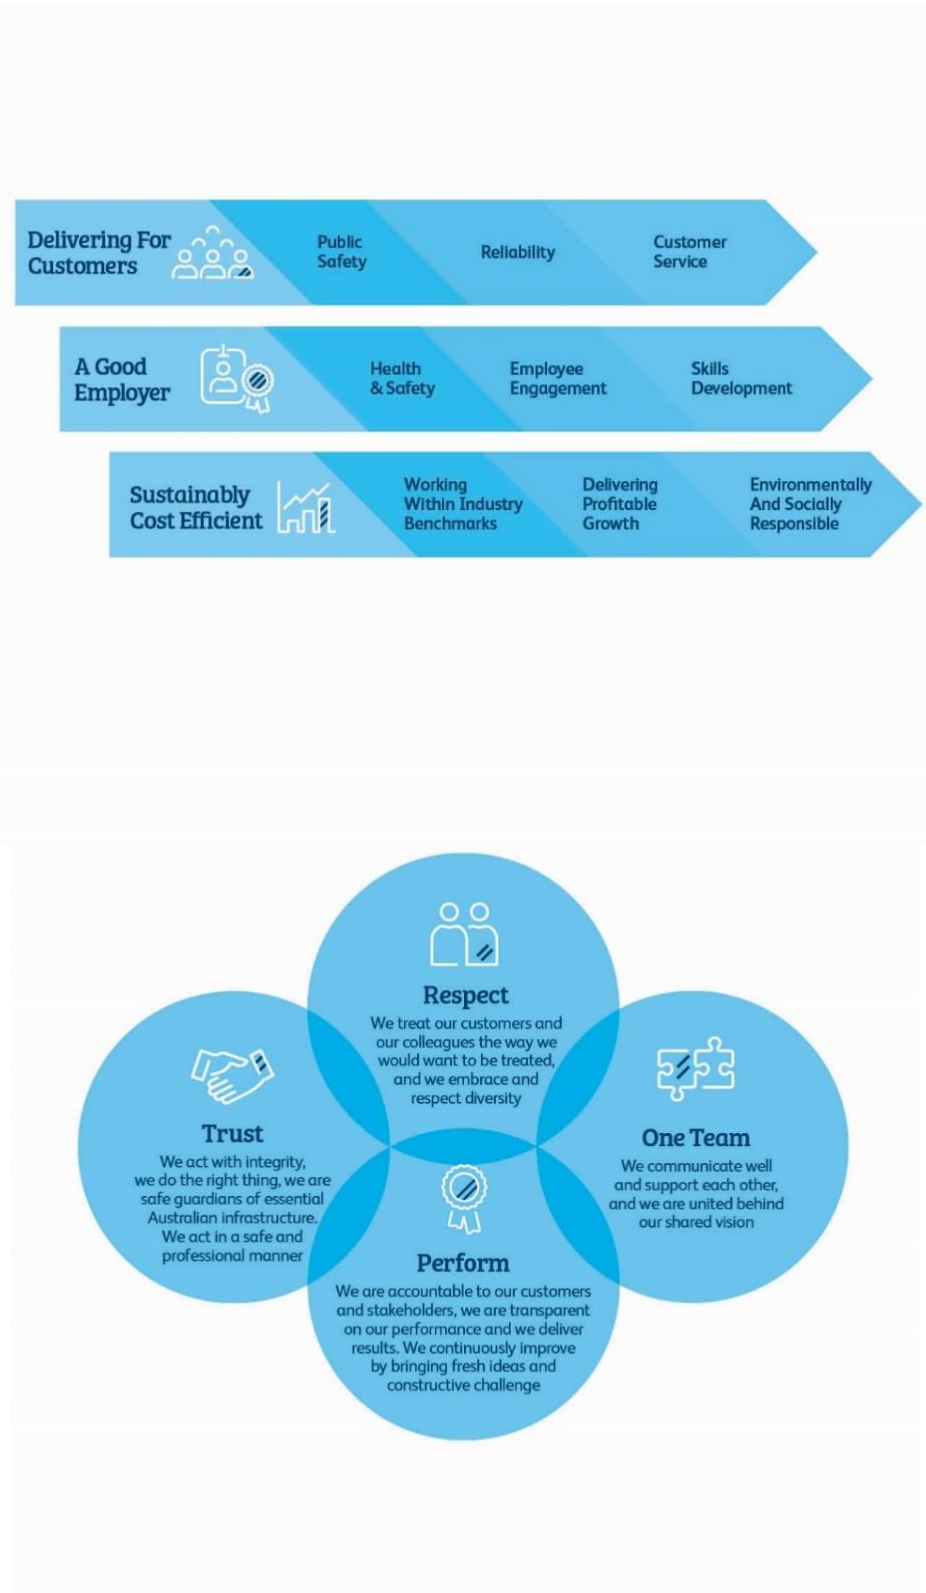 Delivering For
Customers
Public
Safety
Reliability
Customer
Service
A Good
Employer
Health
& Safety
Employee
Engagement
Skills
Development
Sustainably
Cost Efficient
Working
Within Industry
Benchmarks
Delivering
Profitable
Growth
Environmentally
And Socially
Responsible
Respect
We treat our customers and
our colleagues the way we
would want to be treated,
and we embrace and
respect diversity
Trust
We act with integrity,
we do the right thing, we are
safe guardians of essential
Australian infrastructure.
We act in a safe and
professional manner
One Team
We communicate well
and support each other,
and we are united behind
our shared vision
Perform
We are accountable to our customers
and stakeholders, we are transparent
on our performance and we deliver
results. We continuously improve
by bringing fresh ideas and
constructive challenge